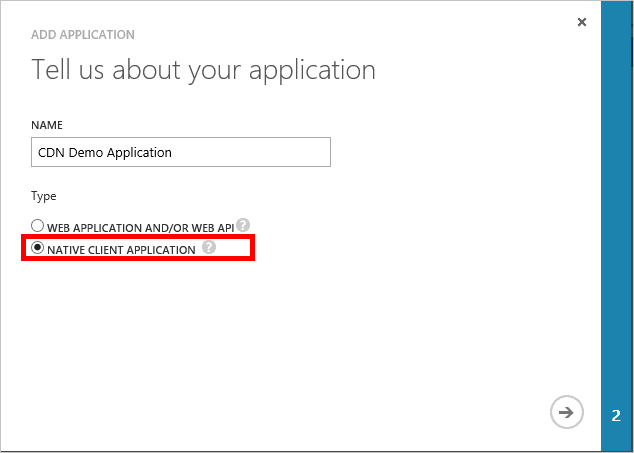 ADD APPLICATION
Tell us about your application
NAME
CDN Demo Application
Type
WEB APPLICATION AND/OR WEB API ?
NATIVE CLIENT APPLICATION ?
2